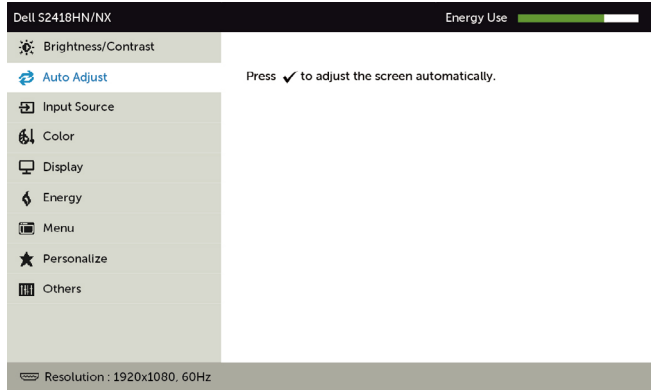 Dell S2418HN/NX
Energy Use
Brightness/Contrast
Auto Adjust
Press ✓ to adjust the screen automatically.
Input Source
Color
Display
Energy
Menu
Personalize
Others
Resolution : 1920x1080, 60Hz